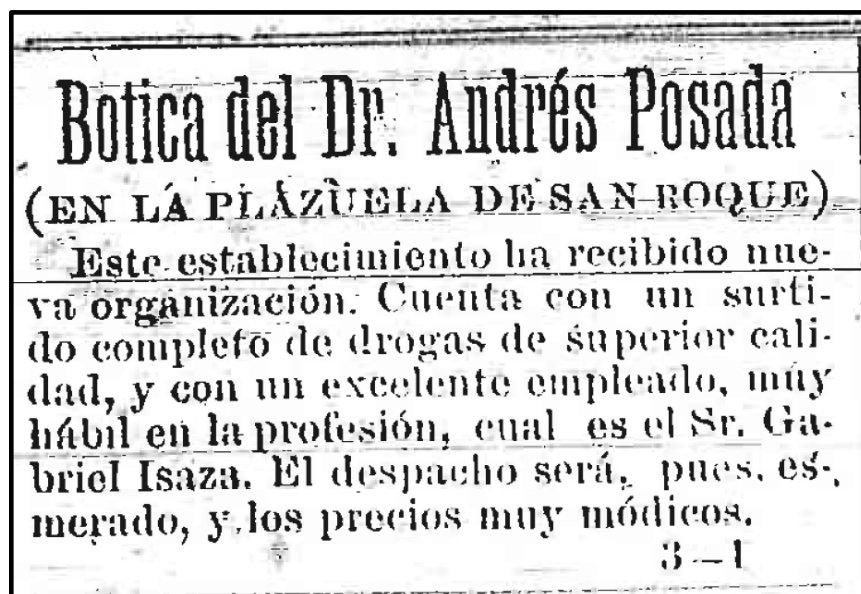 Botica del Dr. Andrés Posada
(EN LA PLAZUELA DE SAN ROQUE)
Este establecimiento ha recibido nue-
va organización. Cuenta con un surti-
do completo de drogas de superior cali-
dad, y con un excelente empleado, muy
hábil en la profesión, cual es el Sr. Ga-
briel Isaza. El despacho será, pues, es-
merado, y los precios muy módicos.
3—1